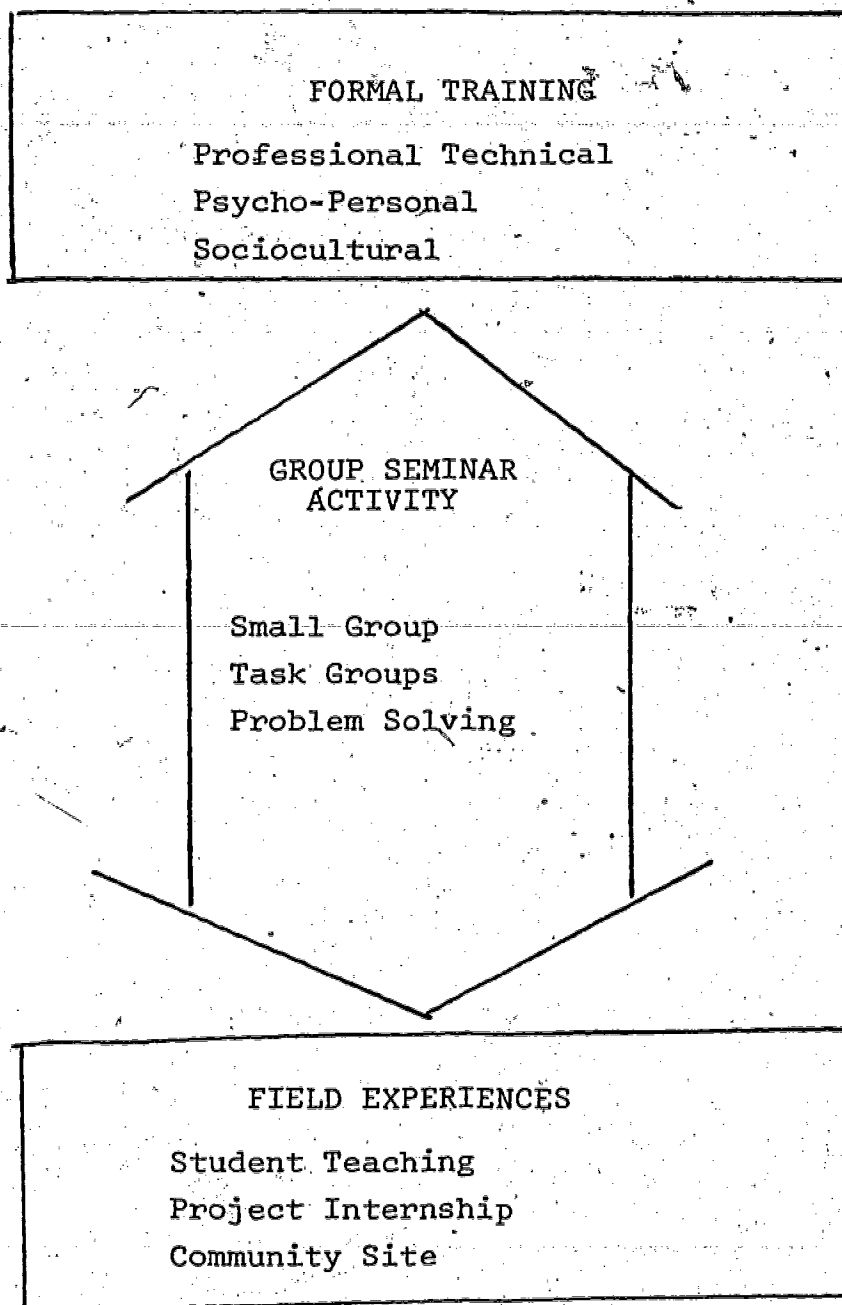 FORMAL TRAINING
Professional Technical
Psycho-Personal
Sociocultural
GROUP SEMINAR
ACTIVITY
Small Group
Task Groups
Problem Solving
FIELD EXPERIENCES
Student Teaching
Project Internship
Community Site